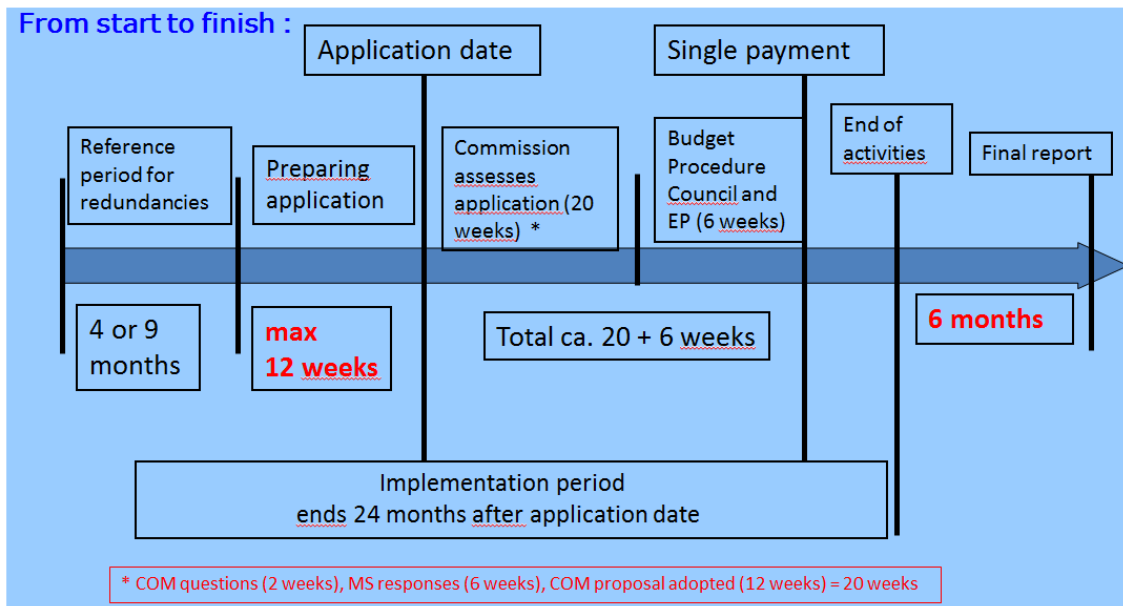 From start to finish :
Application date
Single payment
Reference
period for
redundancies
Preparing
application
Commission
assesses
application (20
weeks) *
Budget
Procedure
Council and
EP (6 weeks)
End of
activities
Final report
4 or 9
months
max
12 weeks
Total ca. 20 + 6 weeks
6 months
Implementation period
ends 24 months after application date
* COM questions (2 weeks), MS responses (6 weeks), COM proposal adopted (12 weeks) = 20 weeks